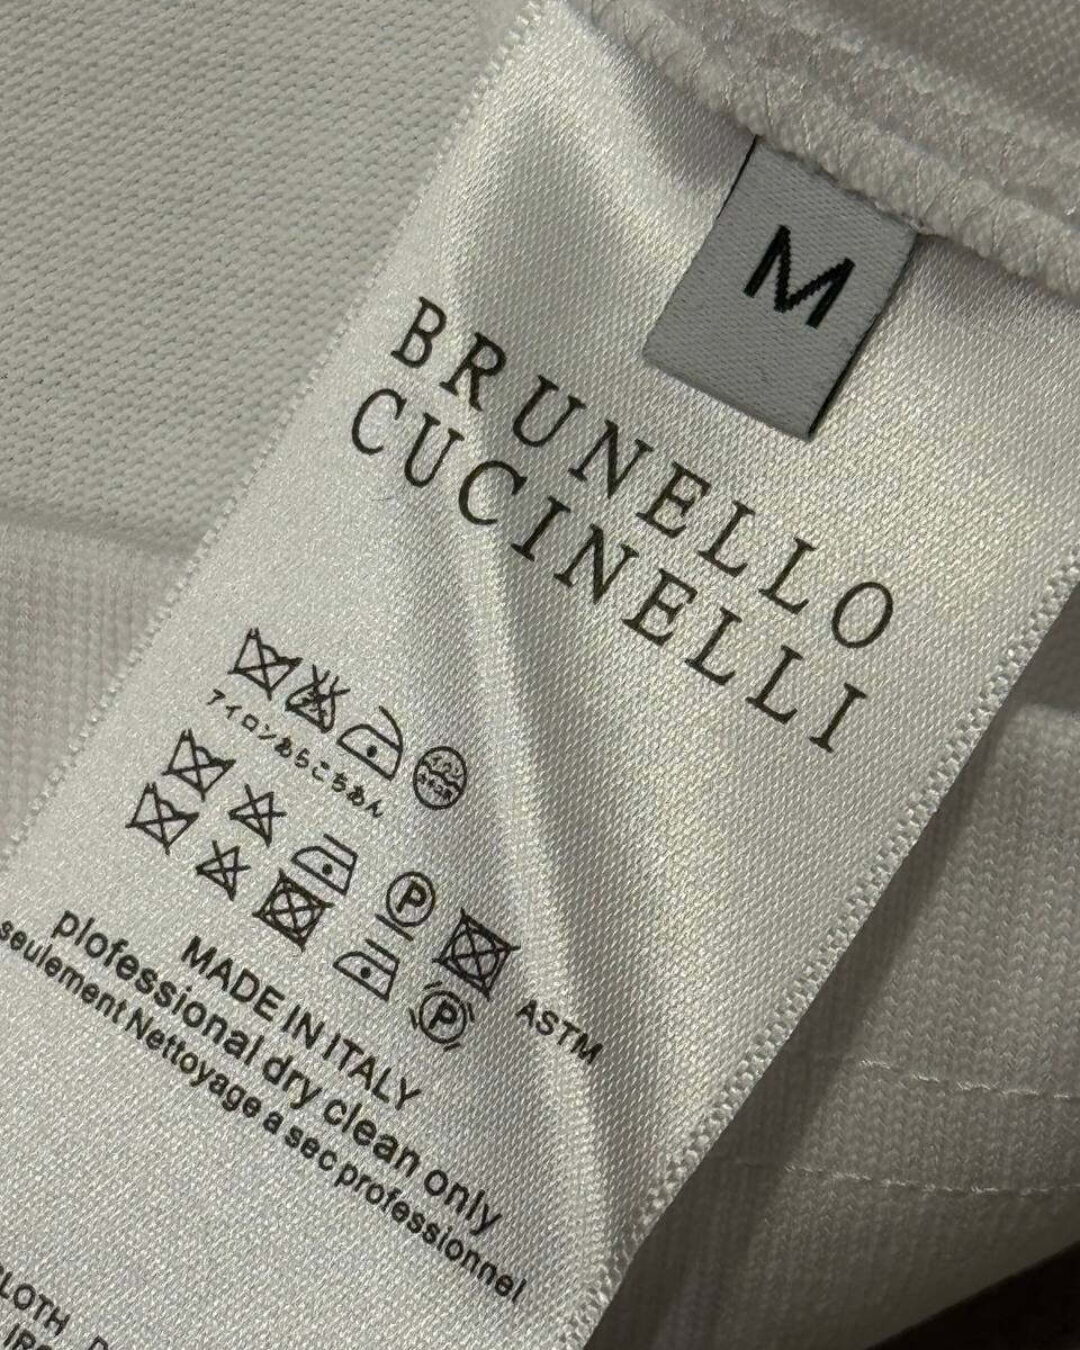 M
BRUNELLO
CUCINELLI
アイロンあらこちあん
P
ASTM
P
MADE IN ITALY
plofessional dry clean only
seulement Nettoyage a sec professionnel